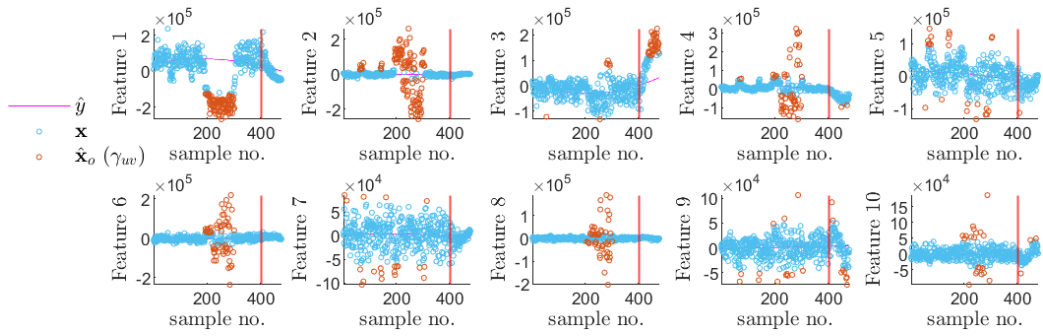 ŷ
x
x̂ₒ (γᵤᵥ)
×10⁵
2
0
-2
Feature 1
200 400
sample no.
×10⁵
2
0
-2
Feature 2
200 400
sample no.
×10⁵
2
1
0
-1
Feature 3
200 400
sample no.
×10⁵
3
2
1
0
-1
Feature 4
200 400
sample no.
×10⁵
1
0
-1
Feature 5
200 400
sample no.
×10⁵
2
0
-2
Feature 6
200 400
sample no.
×10⁴
5
0
-5
-10
Feature 7
200 400
sample no.
×10⁵
2
1
0
-1
-2
Feature 8
200 400
sample no.
×10⁴
5
0
-5
Feature 9
200 400
sample no.
×10⁴
15
10
5
0
-5
Feature 10
200 400
sample no.